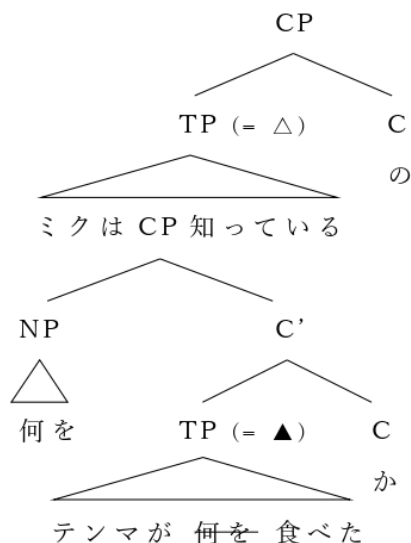 CP
TP (= △) C
の
ミクは CP 知っている
NP C’
何を TP (= ▲) C
か
テンマが 何を 食べた